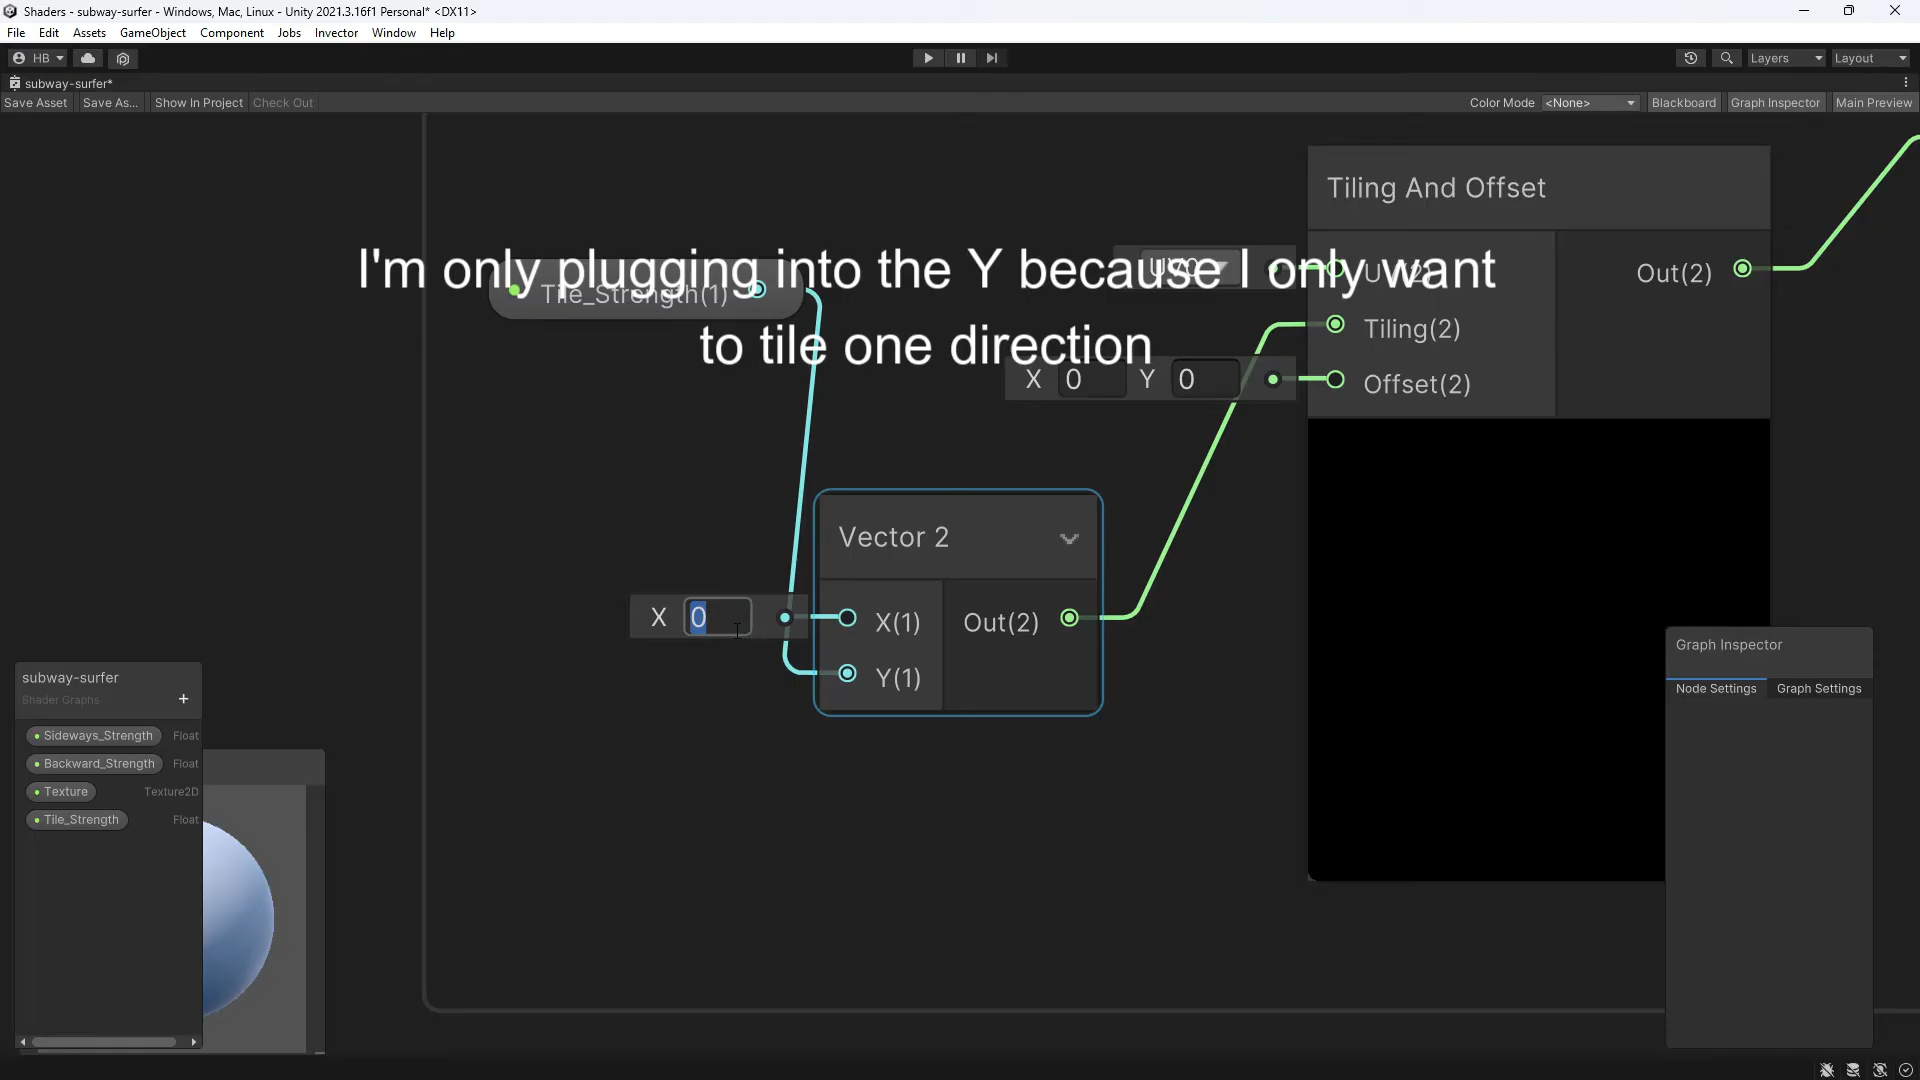 Shaders - subway-surfer - Windows, Mac, Linux - Unity 2021.3.16f1 Personal* <DX11>
File Edit Assets GameObject Component Jobs Invector Window Help
HB Layers Layout
subway-surfer*
Save Asset Save As... Show In Project Check Out Color Mode <None> Blackboard Graph Inspector Main Preview
Tiling And Offset
I'm only plugging into the Y because I only want
to tile one direction
Tile_Strength(1)
UV0
Out(2)
Tiling(2)
X 0 Y 0 Offset(2)
Vector 2
X 0 X(1) Out(2)
Y(1)
Graph Inspector
Node Settings Graph Settings
subway-surfer
Shader Graphs
Sideways_Strength Float
Backward_Strength Float
Texture Texture2D
Tile_Strength Float